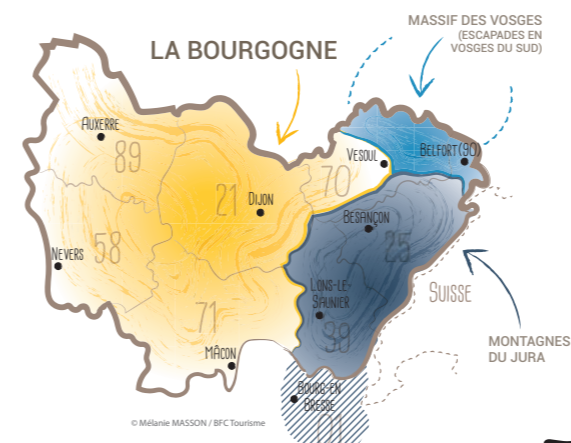 MASSIF DES VOSGES
(ESCAPADES EN
VOSGES DU SUD)
LA BOURGOGNE
AUXERRE
89
VESOUL
BELFORT (90)
70
21
DIJON
BESANÇON
25
NEVERS
58
LONS-LE-
SAUNIER
39
SUISSE
71
MONTAGNES
DU JURA
MÂCON
BOURG-EN
BRESSE
01
© Mélanie MASSON / BFC Tourisme